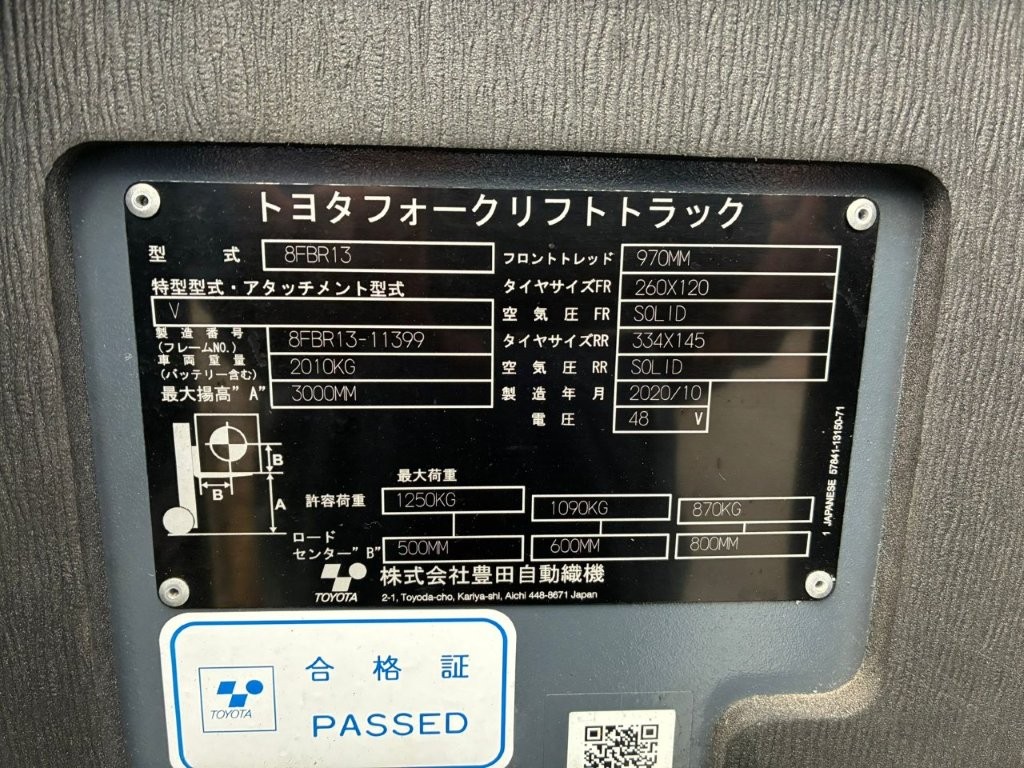 トヨタフォークリフトトラック
型式 8FBR13
特型型式・アタッチメント型式
V
製造番号
(フレームNO.) 8FBR13-11399
車両重量
(バッテリー含む) 2010KG
最大揚高"A" 3000MM
フロントトレッド 970MM
タイヤサイズFR 260X120
空気圧 FR SOLID
タイヤサイズRR 334X145
空気圧 RR SOLID
製造年月 2020/10
電圧 48 V
B
B
A
最大荷重
許容荷重 1250KG 1090KG 870KG
ロード
センター"B" 500MM 600MM 800MM
TOYOTA 株式会社豊田自動織機
2-1, Toyoda-cho, Kariya-shi, Aichi 448-8671 Japan
1 JAPANESE 57841-13150-71
合格証
TOYOTA
PASSED